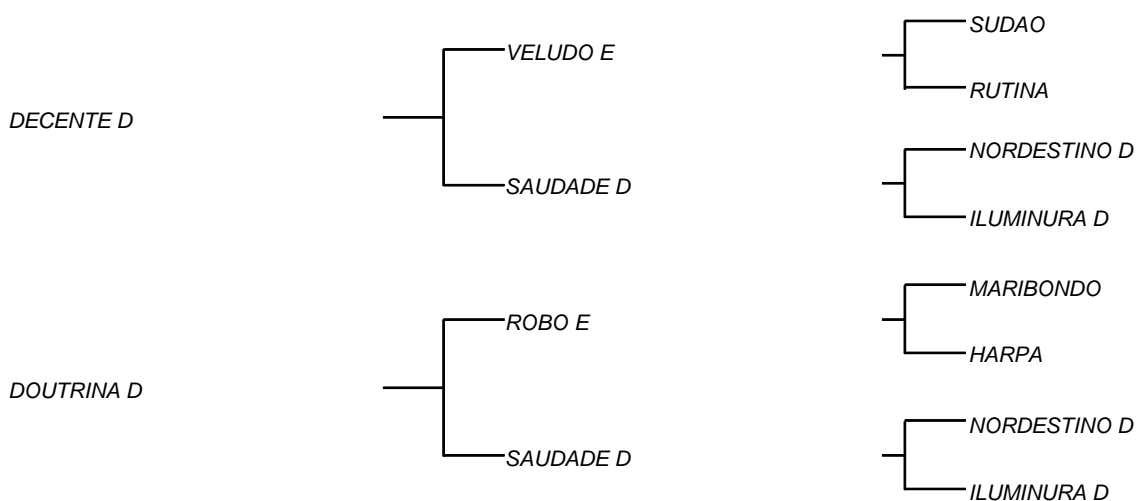 SUDAO
VELUDO E
RUTINA
DECENTE D
NORDESTINO D
SAUDADE D
ILUMINURA D
MARIBONDO
ROBO E
HARPA
DOUTRINA D
NORDESTINO D
SAUDADE D
ILUMINURA D